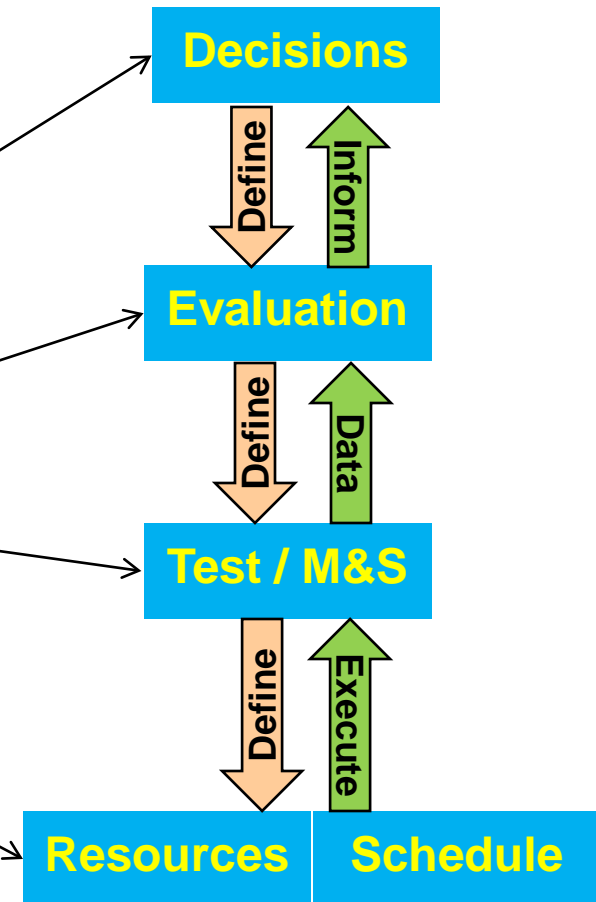 Decisions
Define
Inform
Evaluation
Define
Data
Test / M&S
Define
Execute
Resources
Schedule